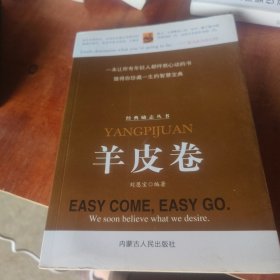 一本让所有年轻人都怦然心动的书
值得你珍藏一生的智慧宝典
经典励志丛书
YANGPIJUAN
羊皮卷
刘恩宝◎编著
EASY COME, EASY GO.
We soon believe what we desire.
内蒙古人民出版社